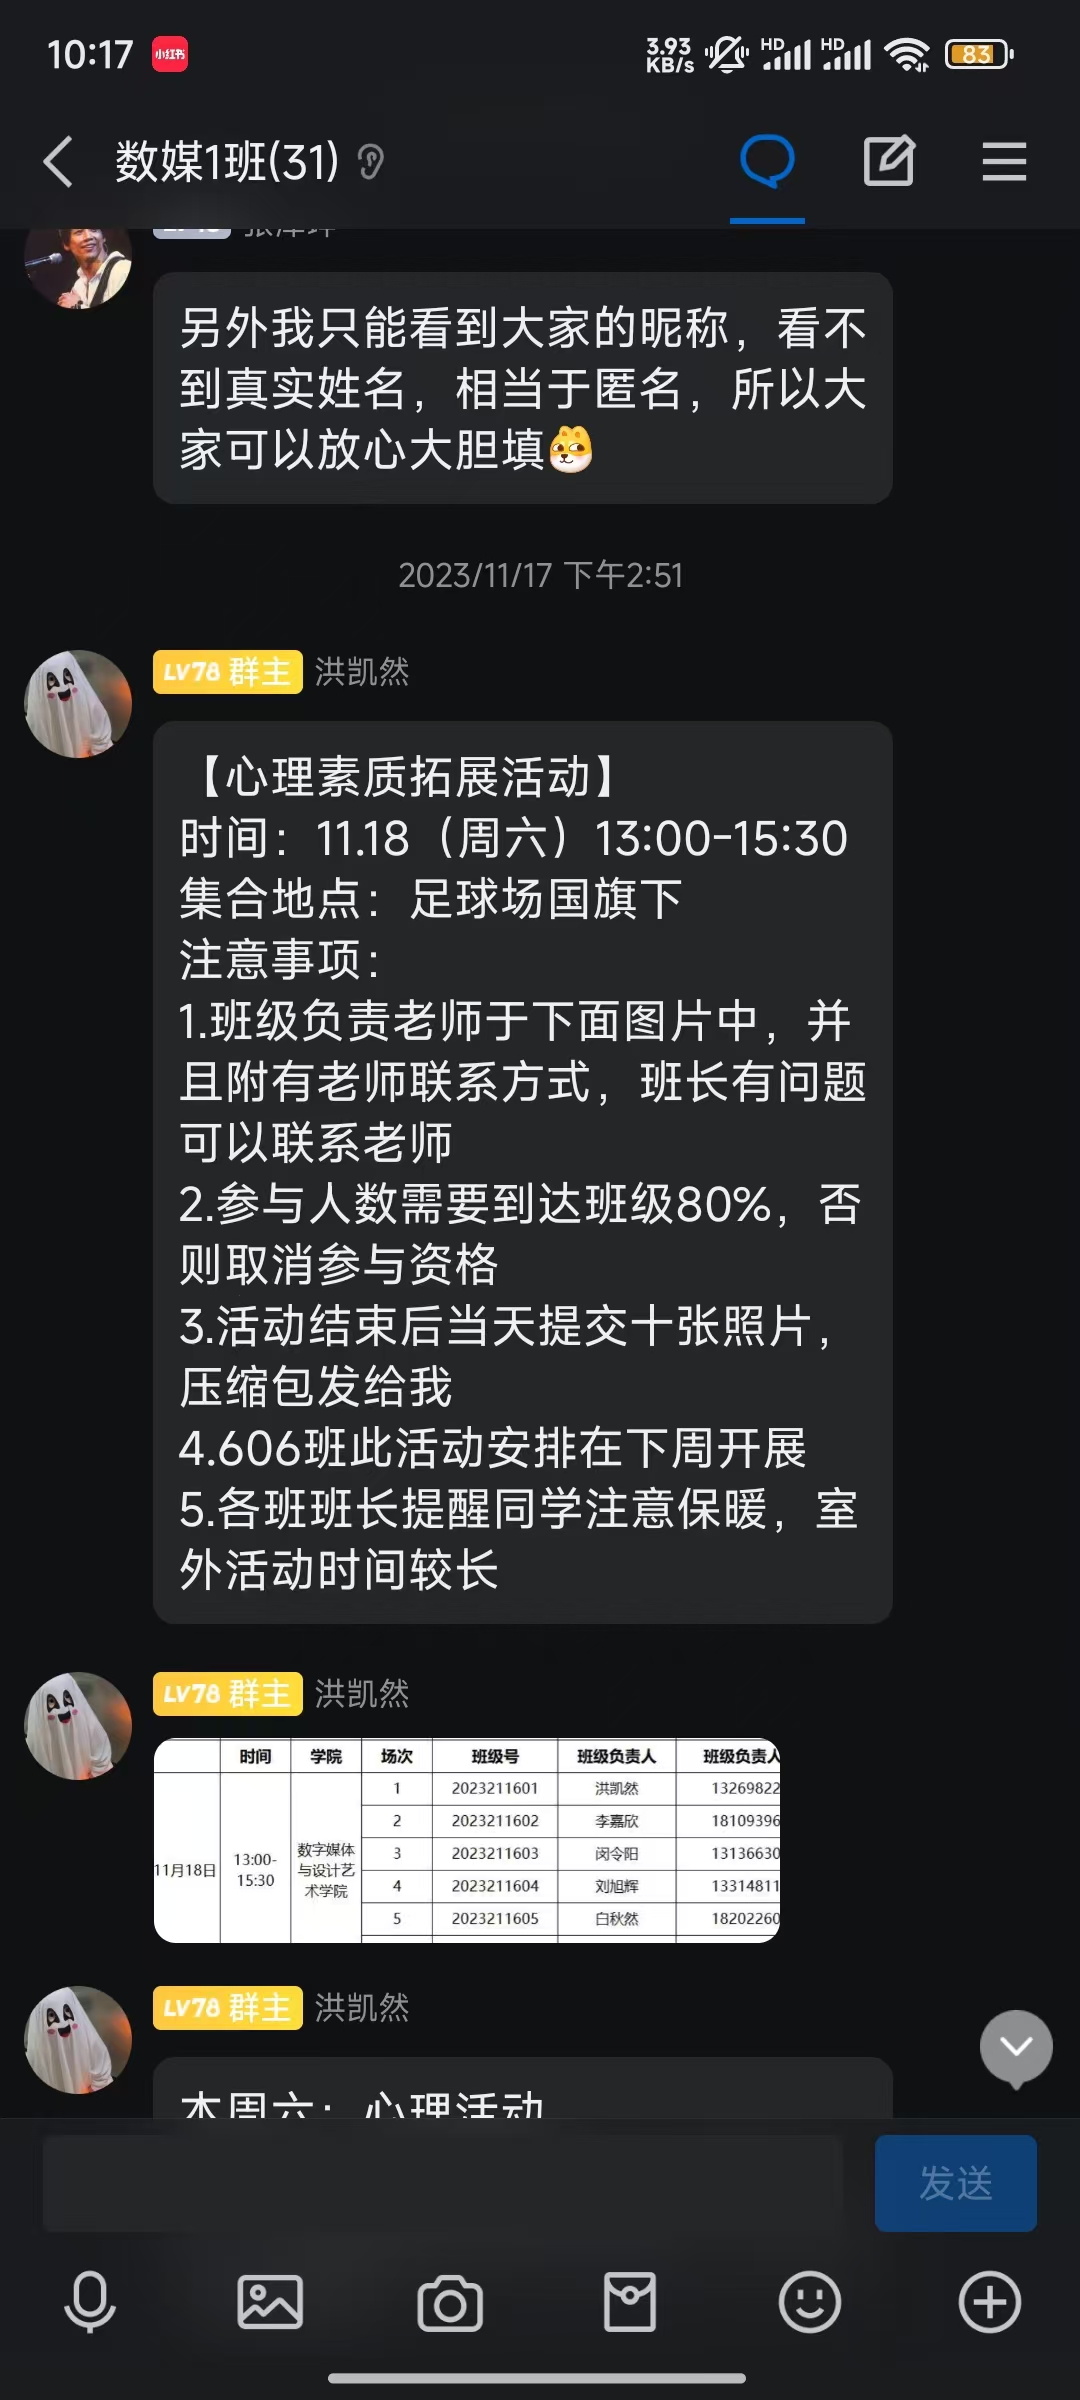 10:17
小红书
3.93
KB/s
HD
HD
83
数媒1班(31)
另外我只能看到大家的昵称，看不
到真实姓名，相当于匿名，所以大
家可以放心大胆填
2023/11/17 下午2:51
LV78 群主 洪凯然
【心理素质拓展活动】
时间：11.18（周六）13:00-15:30
集合地点：足球场国旗下
注意事项：
1.班级负责老师于下面图片中，并
且附有老师联系方式，班长有问题
可以联系老师
2.参与人数需要到达班级80%，否
则取消参与资格
3.活动结束后当天提交十张照片，
压缩包发给我
4.606班此活动安排在下周开展
5.各班班长提醒同学注意保暖，室
外活动时间较长
LV78 群主 洪凯然
时间 学院 场次 班级号 班级负责人 班级负责人
1 2023211601 洪凯然 13269822
2 2023211602 李嘉欣 18109396
3 2023211603 闵令阳 13136630
4 2023211604 刘旭辉 13314811
5 2023211605 白秋然 18202260
11月18日
13:00-
15:30
数字媒体
与设计艺
术学院
LV78 群主 洪凯然
本周六：心理活动
发送